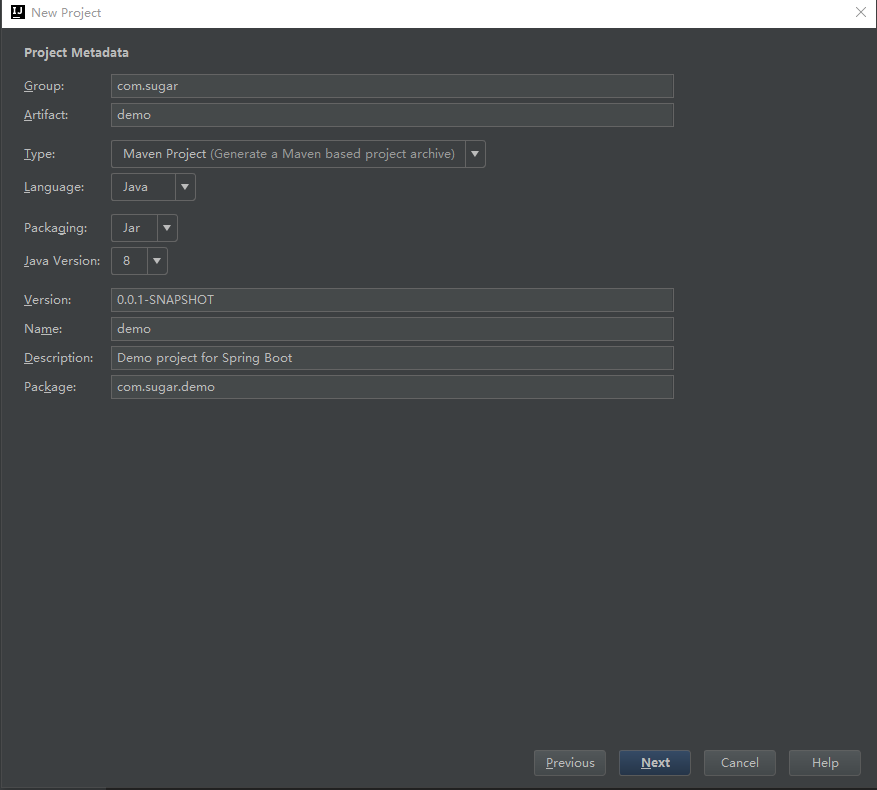 IJ New Project
Project Metadata
Group: com.sugar
Artifact: demo
Type: Maven Project (Generate a Maven based project archive)
Language: Java
Packaging: Jar
Java Version: 8
Version: 0.0.1-SNAPSHOT
Name: demo
Description: Demo project for Spring Boot
Package: com.sugar.demo
Previous Next Cancel Help